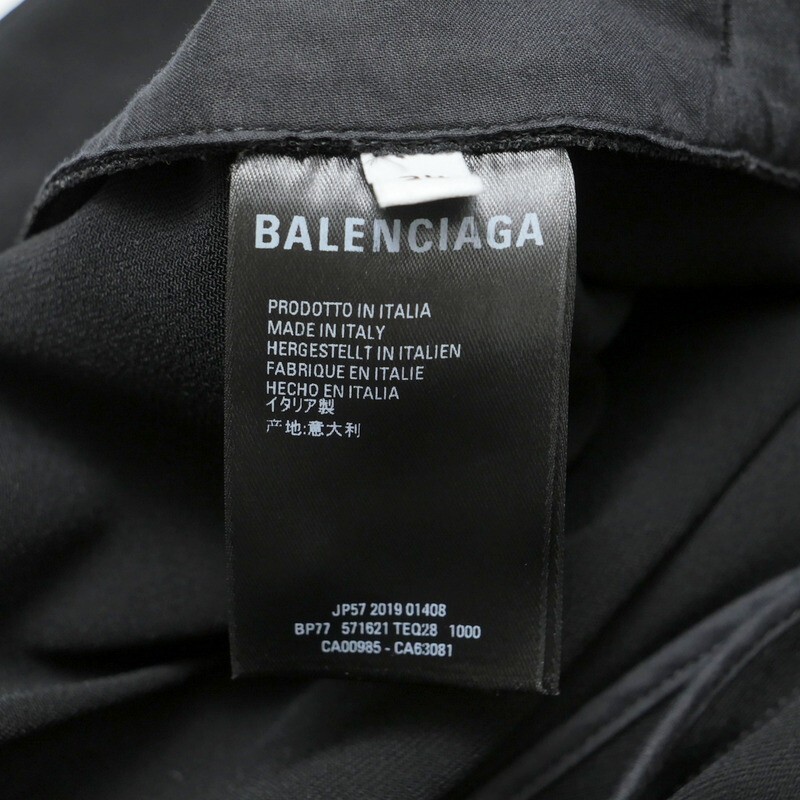 BALENCIAGA
PRODOTTO IN ITALIA
MADE IN ITALY
HERGESTELLT IN ITALIEN
FABRIQUE EN ITALIE
HECHO EN ITALIA
イタリア製
产地:意大利
JP57 2019 01408
BP77 571621 TEQ28 1000
CA00985 - CA63081